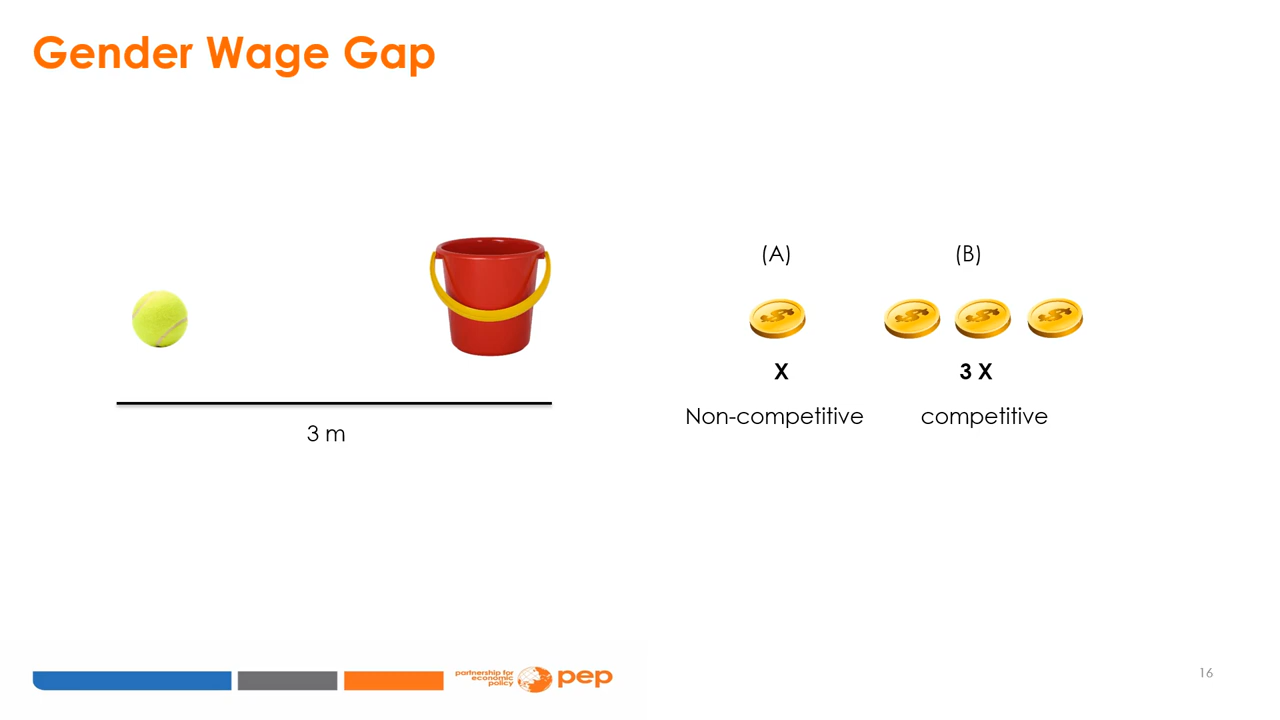 Gender Wage Gap
(A)
(B)
X
3 X
Non-competitive
competitive
3 m
partnership for
economic
policy
pep
16